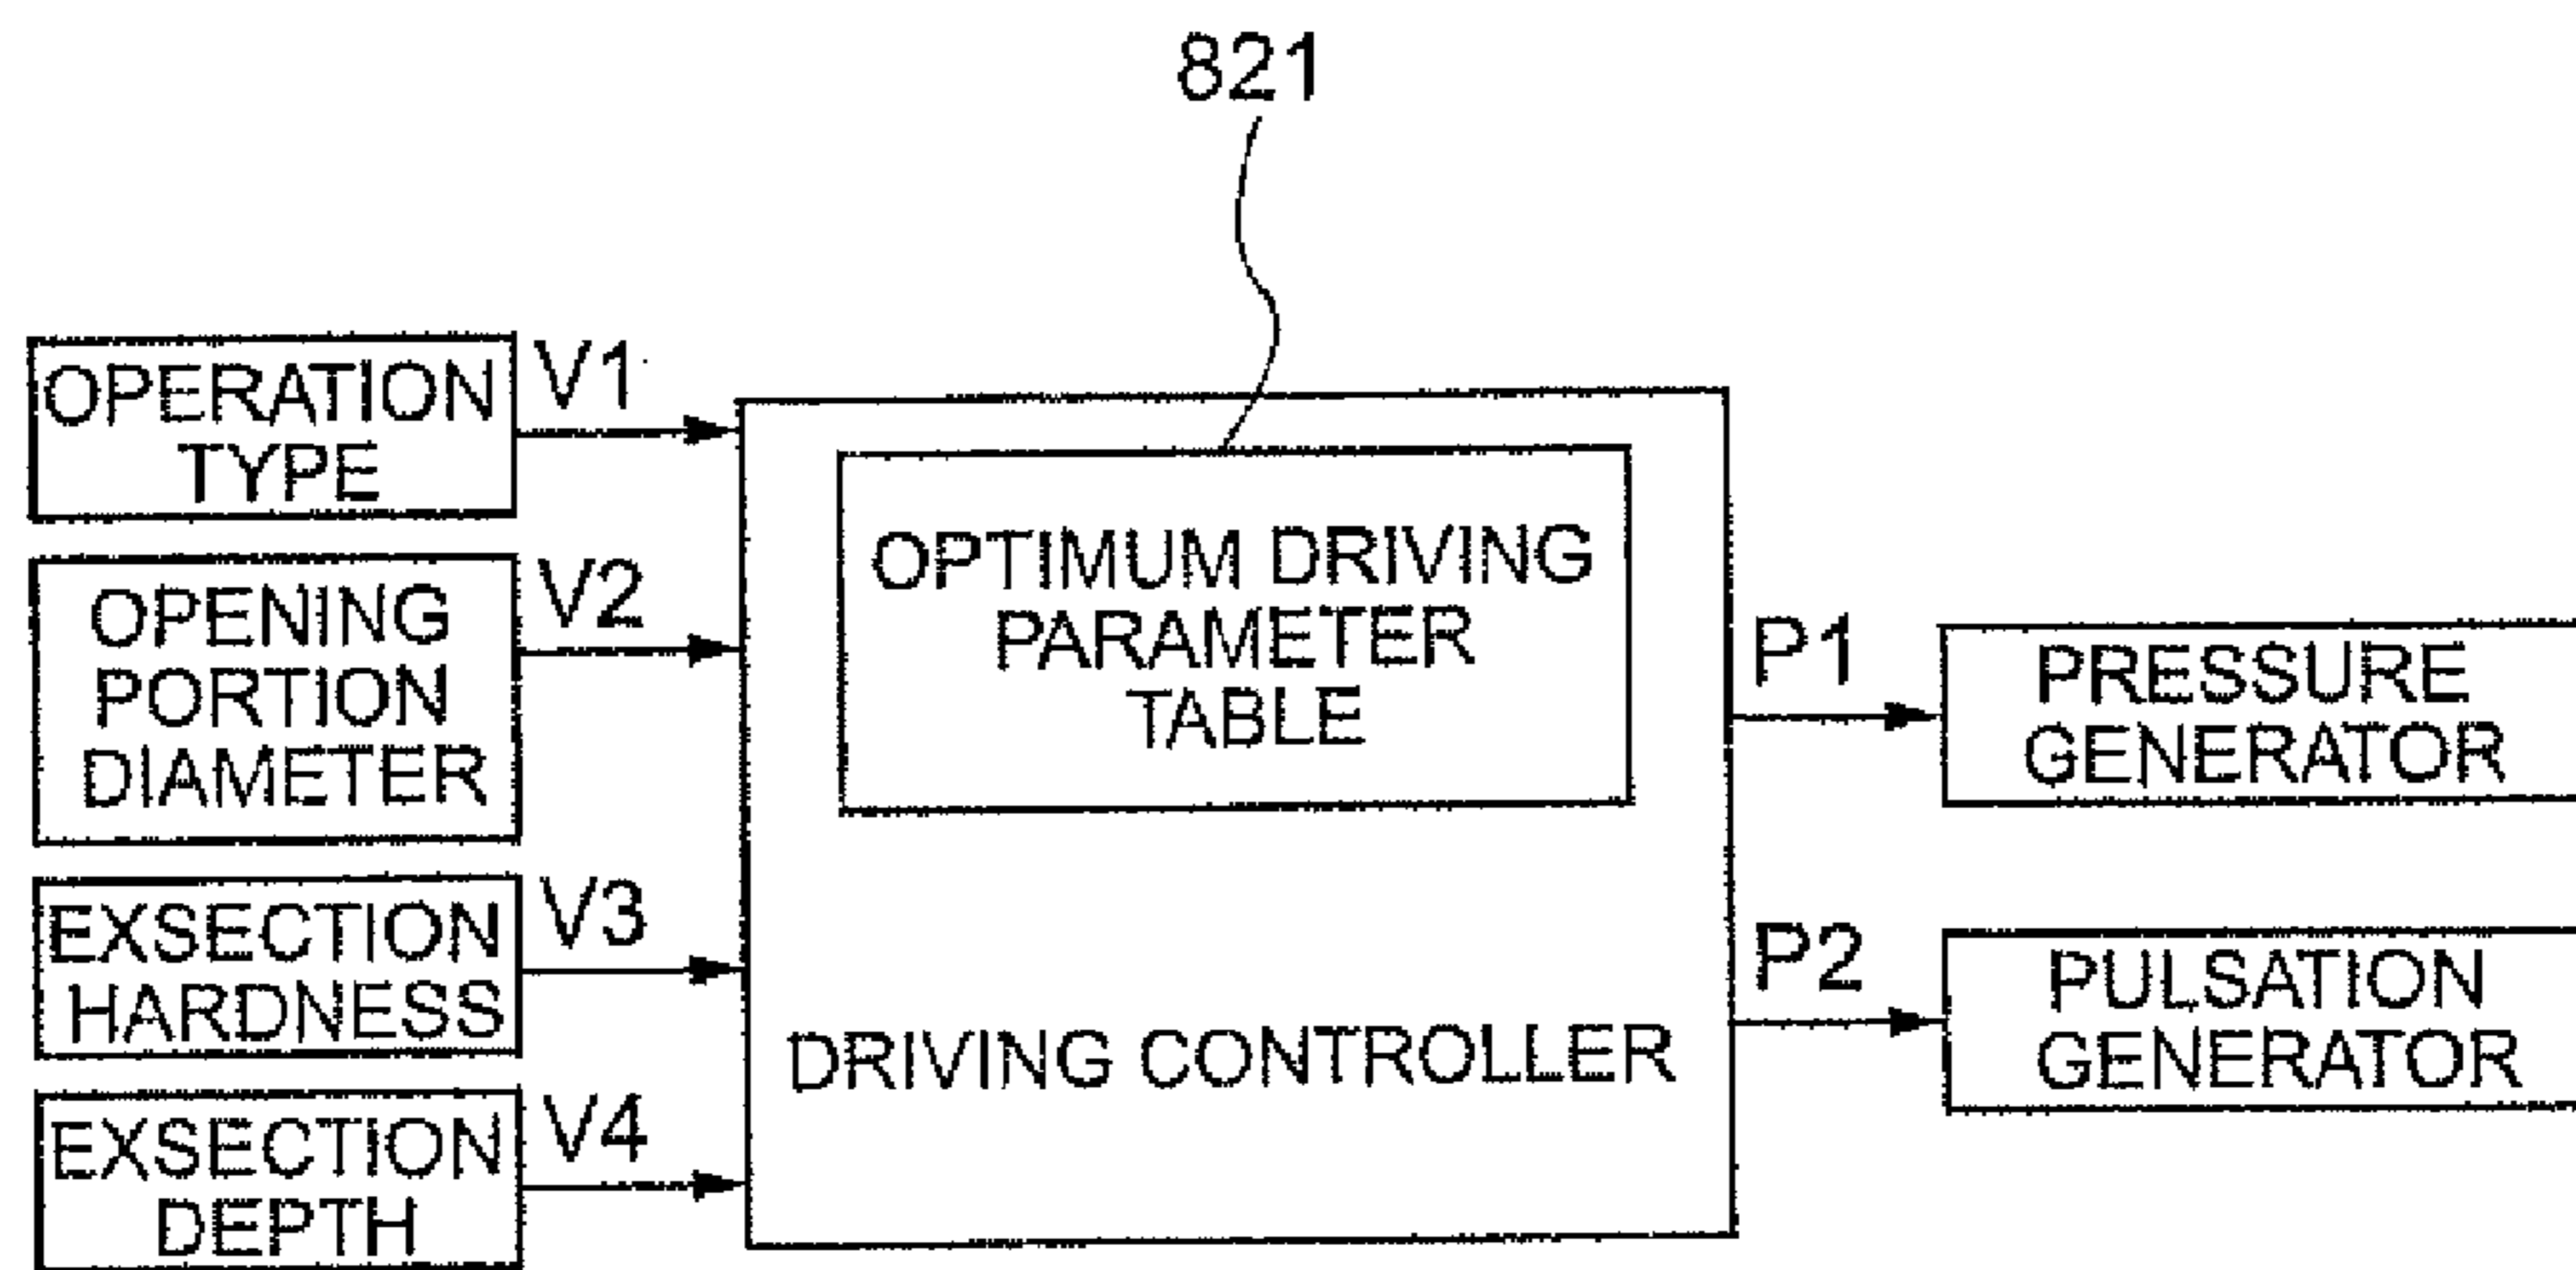 821
OPERATION
TYPE
V1
OPENING
PORTION
DIAMETER
V2
EXSECTION
HARDNESS
V3
EXSECTION
DEPTH
V4
OPTIMUM DRIVING
PARAMETER
TABLE
DRIVING CONTROLLER
P1
PRESSURE
GENERATOR
P2
PULSATION
GENERATOR